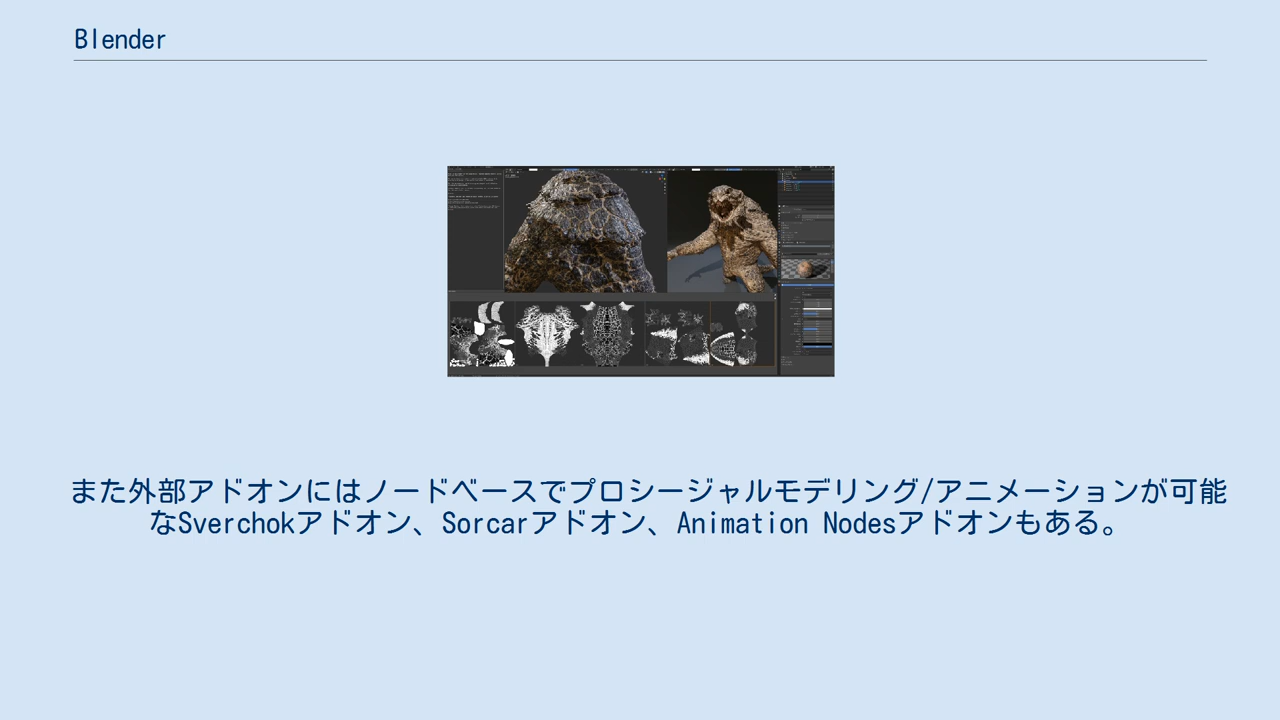 Blender
また外部アドオンにはノードベースでプロシージャルモデリング/アニメーションが可能
なSverchokアドオン、Sorcarアドオン、Animation Nodesアドオンもある。